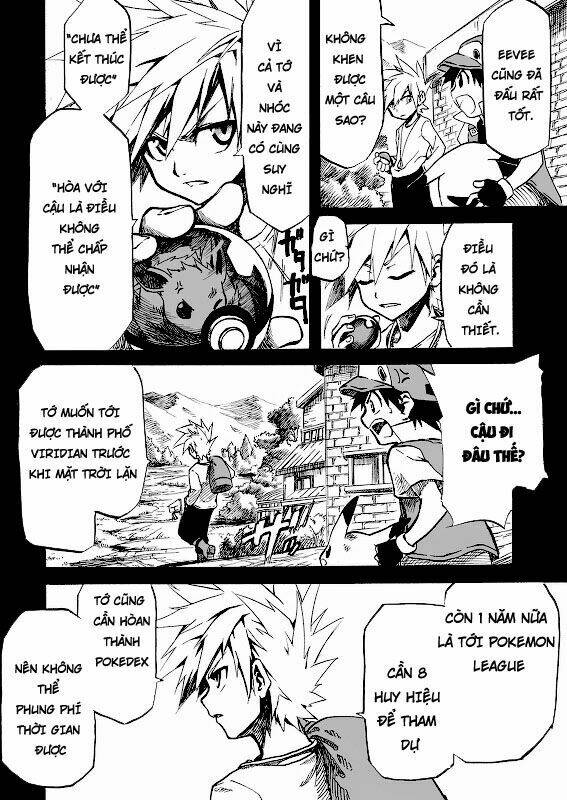 EEVEE
CŨNG ĐÃ
ĐẤU RẤT
TỐT.
KHÔNG
KHEN
ĐƯỢC
MỘT CÂU
SAO?
VÌ
CẢ TỚ
VÀ
NHÓC
NÀY ĐANG
CÓ CÙNG
SUY
NGHĨ
"CHƯA THỂ
KẾT THÚC
ĐƯỢC"
"HÒA VỚI
CẬU LÀ ĐIỀU
KHÔNG
THỂ CHẤP
NHẬN
ĐƯỢC"
ガタ
ガタ
ĐIỀU
ĐÓ LÀ
KHÔNG
CẦN
THIẾT.
GÌ
CHỨ?
GÌ CHỨ...
CẬU ĐI
ĐÂU THẾ?
TỚ MUỐN TỚI
ĐƯỢC THÀNH PHỐ
VIRIDIAN TRƯỚC
KHI MẶT TRỜI LẶN
CÒN 1 NĂM NỮA
LÀ TỚI POKEMON
LEAGUE
CẦN 8
HUY HIỆU
ĐỂ THAM
DỰ
TỚ CŨNG
CẦN HOÀN
THÀNH
POKEDEX
NÊN KHÔNG
THỂ
PHUNG PHÍ
THỜI GIAN
ĐƯỢC